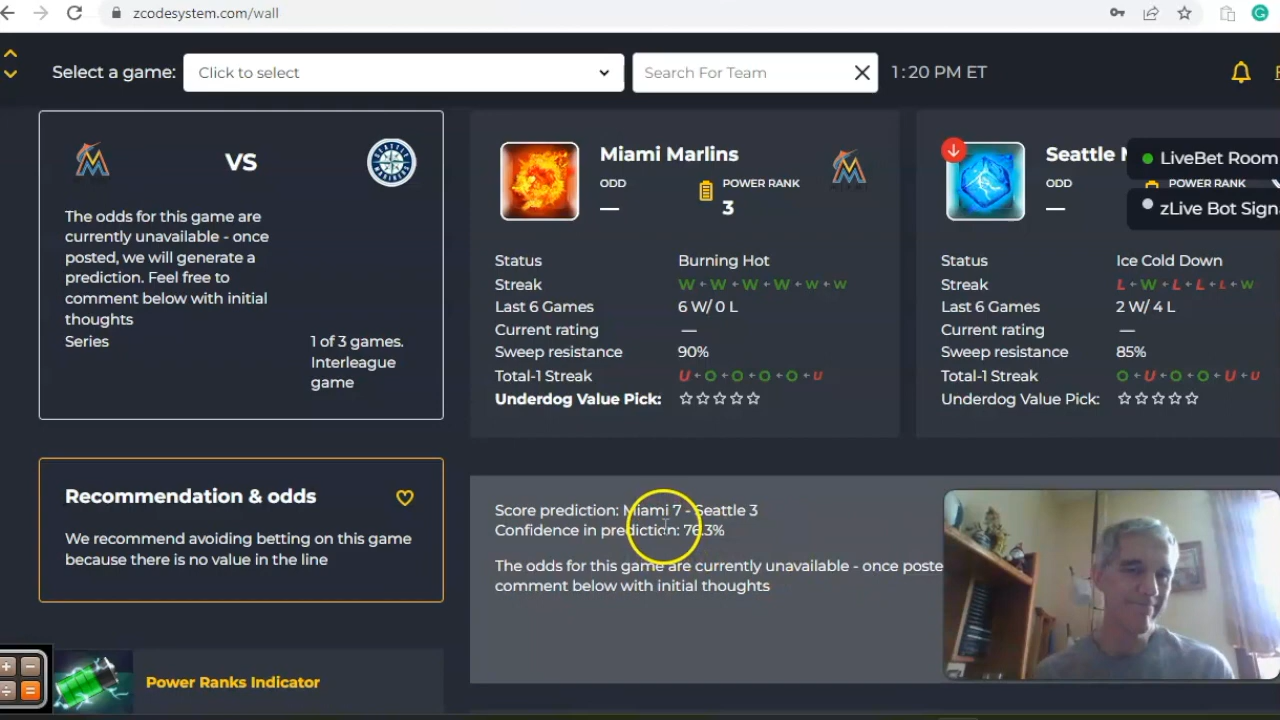 zcodesystem.com/wall
Select a game:
Click to select
Search For Team
1:20 PM ET
VS
The odds for this game are
currently unavailable - once
posted, we will generate a
prediction. Feel free to
comment below with initial
thoughts
Series
1 of 3 games.
Interleague
game
Miami Marlins
ODD
—
POWER RANK
3
Status
Burning Hot
Streak
W W W W W W
Last 6 Games
6 W/ 0 L
Current rating
—
Sweep resistance
90%
Total-1 Streak
U O O O O U
Underdog Value Pick:
Seattle
ODD
—
POWER RANK
LiveBet Room
zLive Bot Sign
Status
Ice Cold Down
Streak
L W L L L W
Last 6 Games
2 W/ 4 L
Current rating
—
Sweep resistance
85%
Total-1 Streak
O U O O U U
Underdog Value Pick:
Recommendation & odds
We recommend avoiding betting on this game
because there is no value in the line
Score prediction: Miami 7 - Seattle 3
Confidence in prediction: 76.3%
The odds for this game are currently unavailable - once poste
comment below with initial thoughts
Power Ranks Indicator